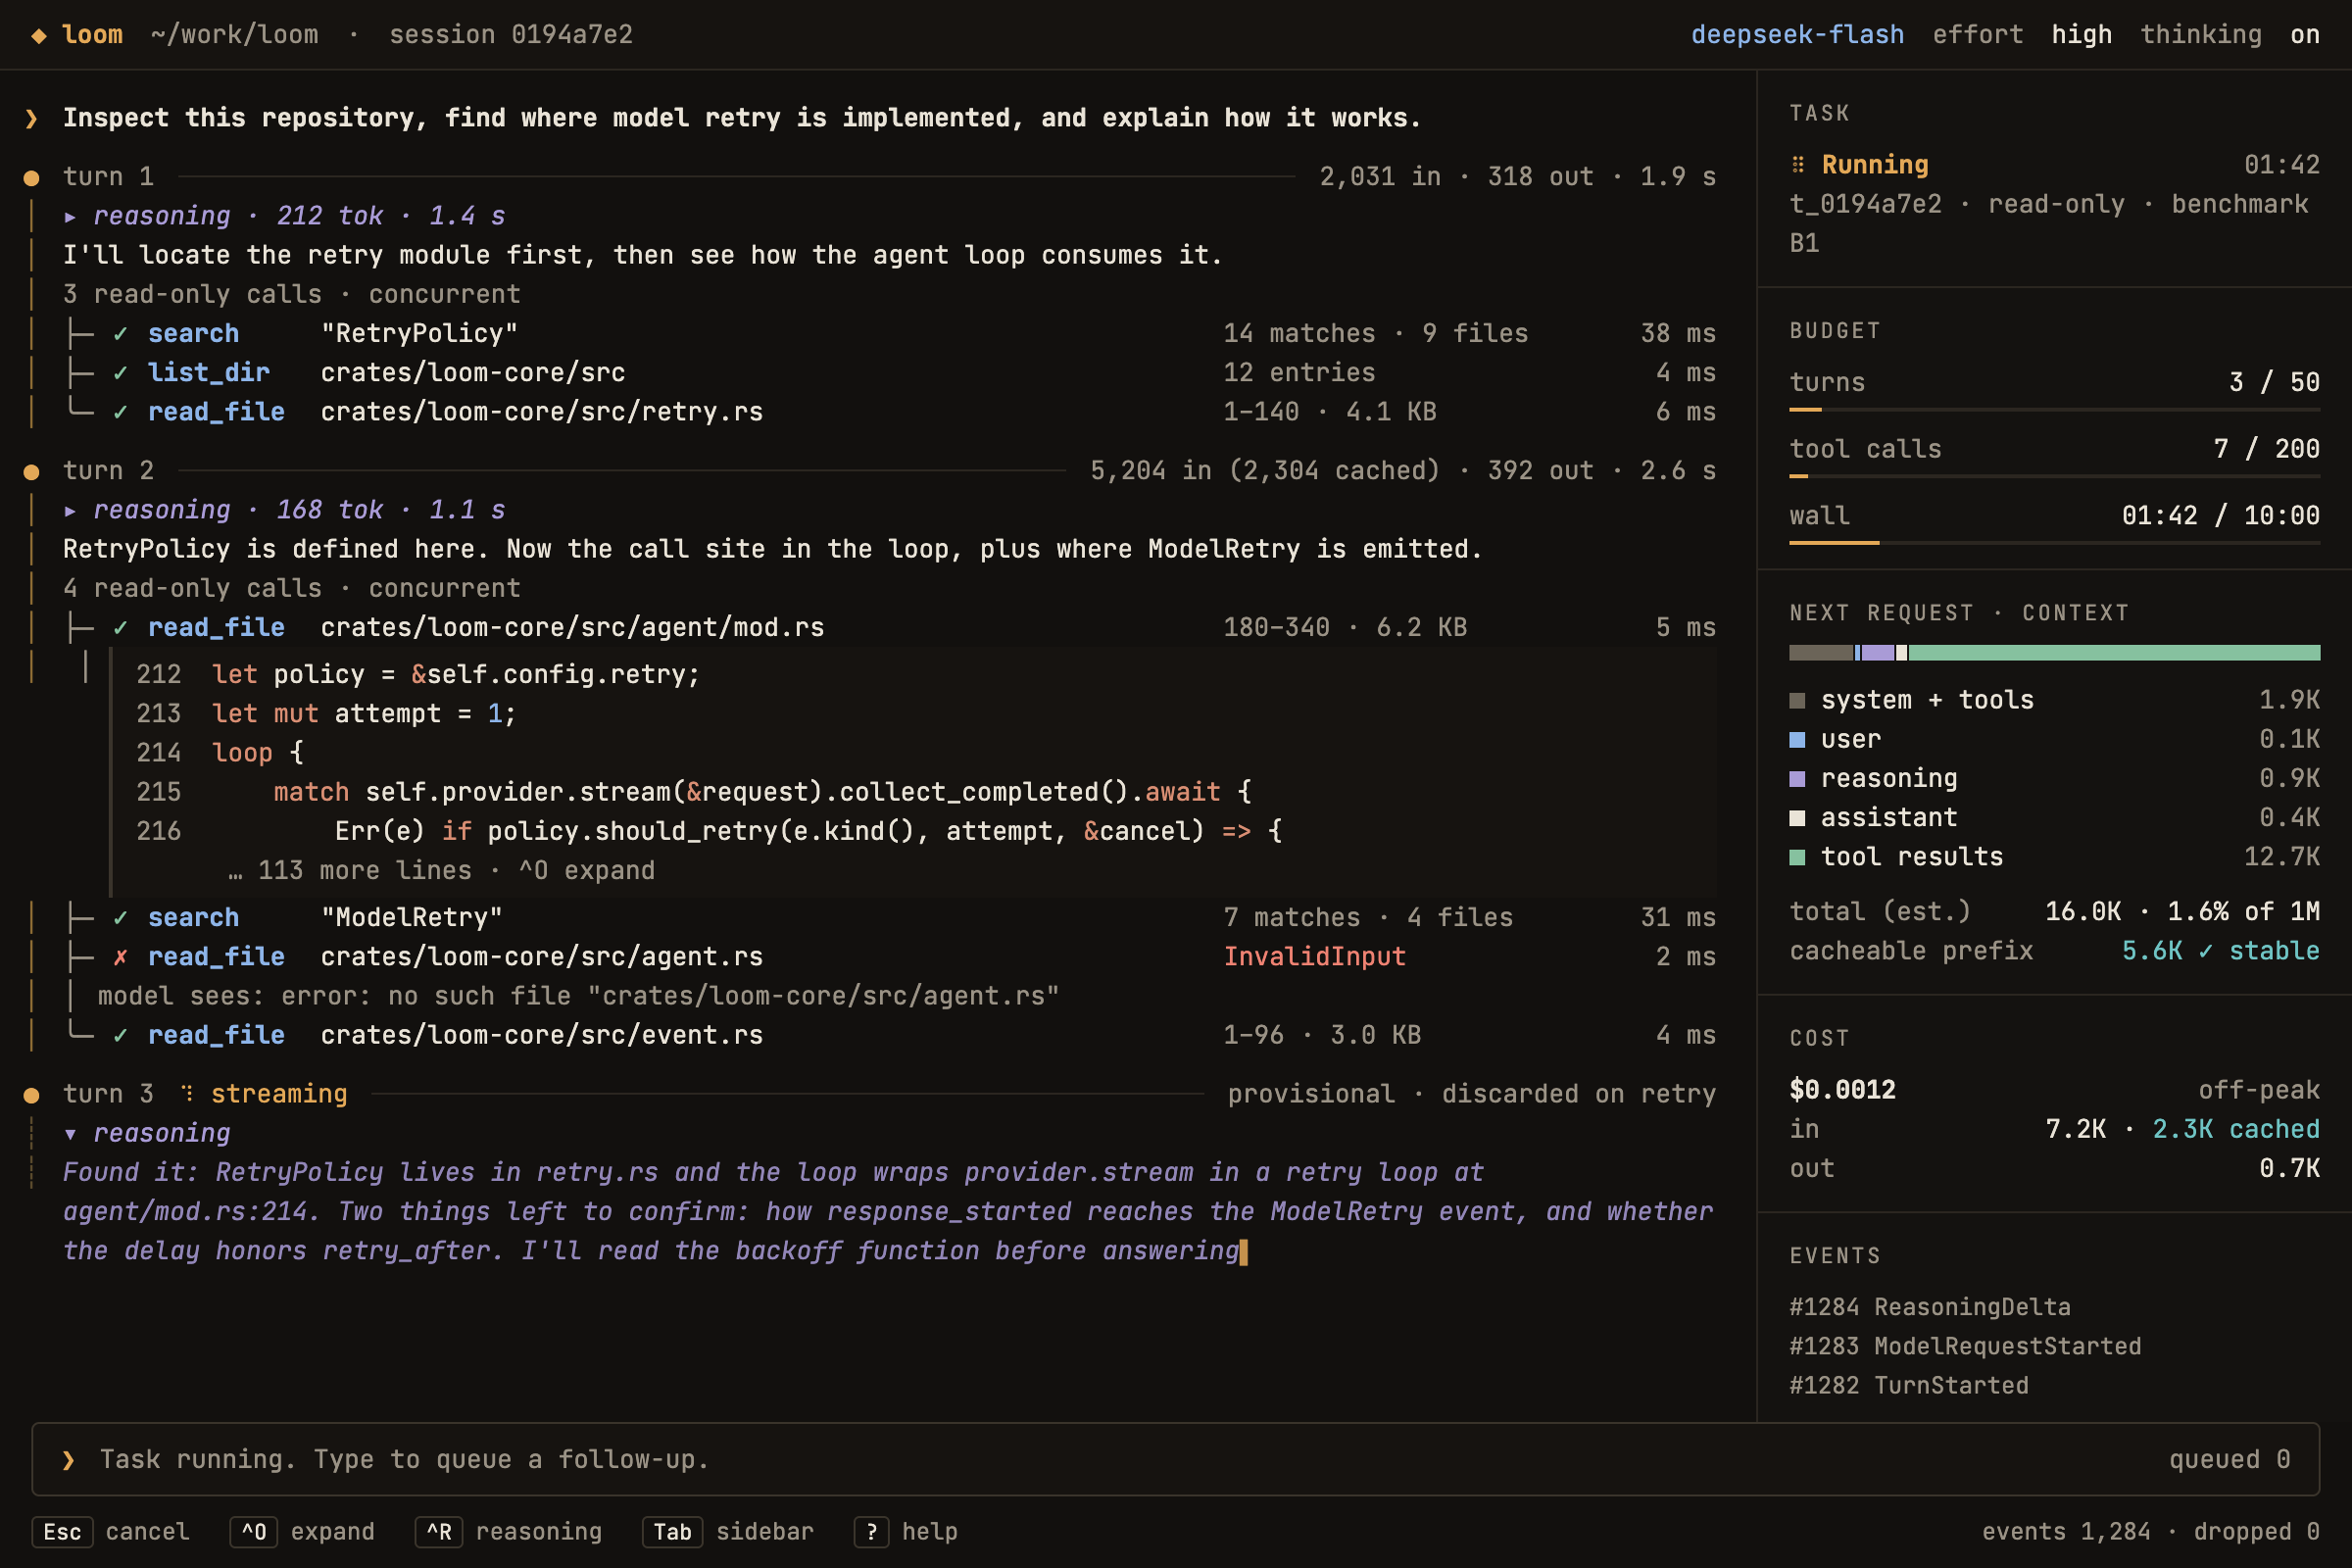 ◆ loom ~/work/loom · session 0194a7e2
deepseek-flash effort high thinking on
❯ Inspect this repository, find where model retry is implemented, and explain how it works.
● turn 1 2,031 in · 318 out · 1.9 s
▸ reasoning · 212 tok · 1.4 s
I'll locate the retry module first, then see how the agent loop consumes it.
3 read-only calls · concurrent
├─ ✓ search "RetryPolicy" 14 matches · 9 files 38 ms
├─ ✓ list_dir crates/loom-core/src 12 entries 4 ms
└─ ✓ read_file crates/loom-core/src/retry.rs 1–140 · 4.1 KB 6 ms
● turn 2 5,204 in (2,304 cached) · 392 out · 2.6 s
▸ reasoning · 168 tok · 1.1 s
RetryPolicy is defined here. Now the call site in the loop, plus where ModelRetry is emitted.
4 read-only calls · concurrent
├─ ✓ read_file crates/loom-core/src/agent/mod.rs 180–340 · 6.2 KB 5 ms
212 let policy = &self.config.retry;
213 let mut attempt = 1;
214 loop {
215 match self.provider.stream(&request).collect_completed().await {
216 Err(e) if policy.should_retry(e.kind(), attempt, &cancel) => {
… 113 more lines · ^O expand
├─ ✓ search "ModelRetry" 7 matches · 4 files 31 ms
├─ ✗ read_file crates/loom-core/src/agent.rs InvalidInput 2 ms
│ model sees: error: no such file "crates/loom-core/src/agent.rs"
└─ ✓ read_file crates/loom-core/src/event.rs 1–96 · 3.0 KB 4 ms
● turn 3 ⠙ streaming provisional · discarded on retry
▾ reasoning
Found it: RetryPolicy lives in retry.rs and the loop wraps provider.stream in a retry loop at
agent/mod.rs:214. Two things left to confirm: how response_started reaches the ModelRetry event, and whether
the delay honors retry_after. I'll read the backoff function before answering
TASK
⠿ Running 01:42
t_0194a7e2 · read-only · benchmark
B1
BUDGET
turns 3 / 50
tool calls 7 / 200
wall 01:42 / 10:00
NEXT REQUEST · CONTEXT
system + tools 1.9K
user 0.1K
reasoning 0.9K
assistant 0.4K
tool results 12.7K
total (est.) 16.0K · 1.6% of 1M
cacheable prefix 5.6K ✓ stable
COST
$0.0012 off-peak
in 7.2K · 2.3K cached
out 0.7K
EVENTS
#1284 ReasoningDelta
#1283 ModelRequestStarted
#1282 TurnStarted
❯ Task running. Type to queue a follow-up. queued 0
Esc cancel ^O expand ^R reasoning Tab sidebar ? help
events 1,284 · dropped 0